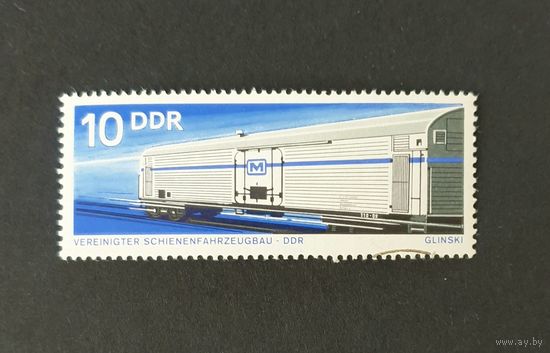 10 DDR
M
VEREINIGTER SCHIENENFAHRZEUGBAU · DDR
GLINSKI
www.ay.by